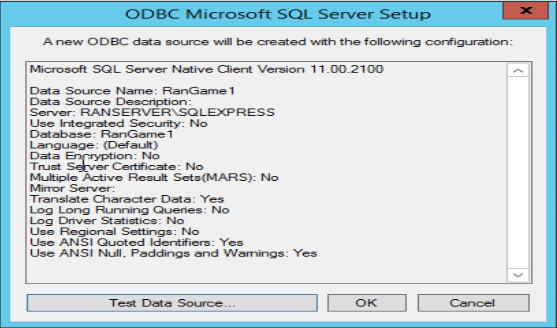 ODBC Microsoft SQL Server Setup
x
A new ODBC data source will be created with the following configuration:
Microsoft SQL Server Native Client Version 11.00.2100
Data Source Name: RanGame1
Data Source Description:
Server: RANSERVER\SQLEXPRESS
Use Integrated Security: No
Database: RanGame1
Language: (Default)
Data Encryption: No
Trust Server Certificate: No
Multiple Active Result Sets(MARS): No
Mirror Server:
Translate Character Data: Yes
Log Long Running Queries: No
Log Driver Statistics: No
Use Regional Settings: No
Use ANSI Quoted Identifiers: Yes
Use ANSI Null, Paddings and Warnings: Yes
Test Data Source...
OK
Cancel